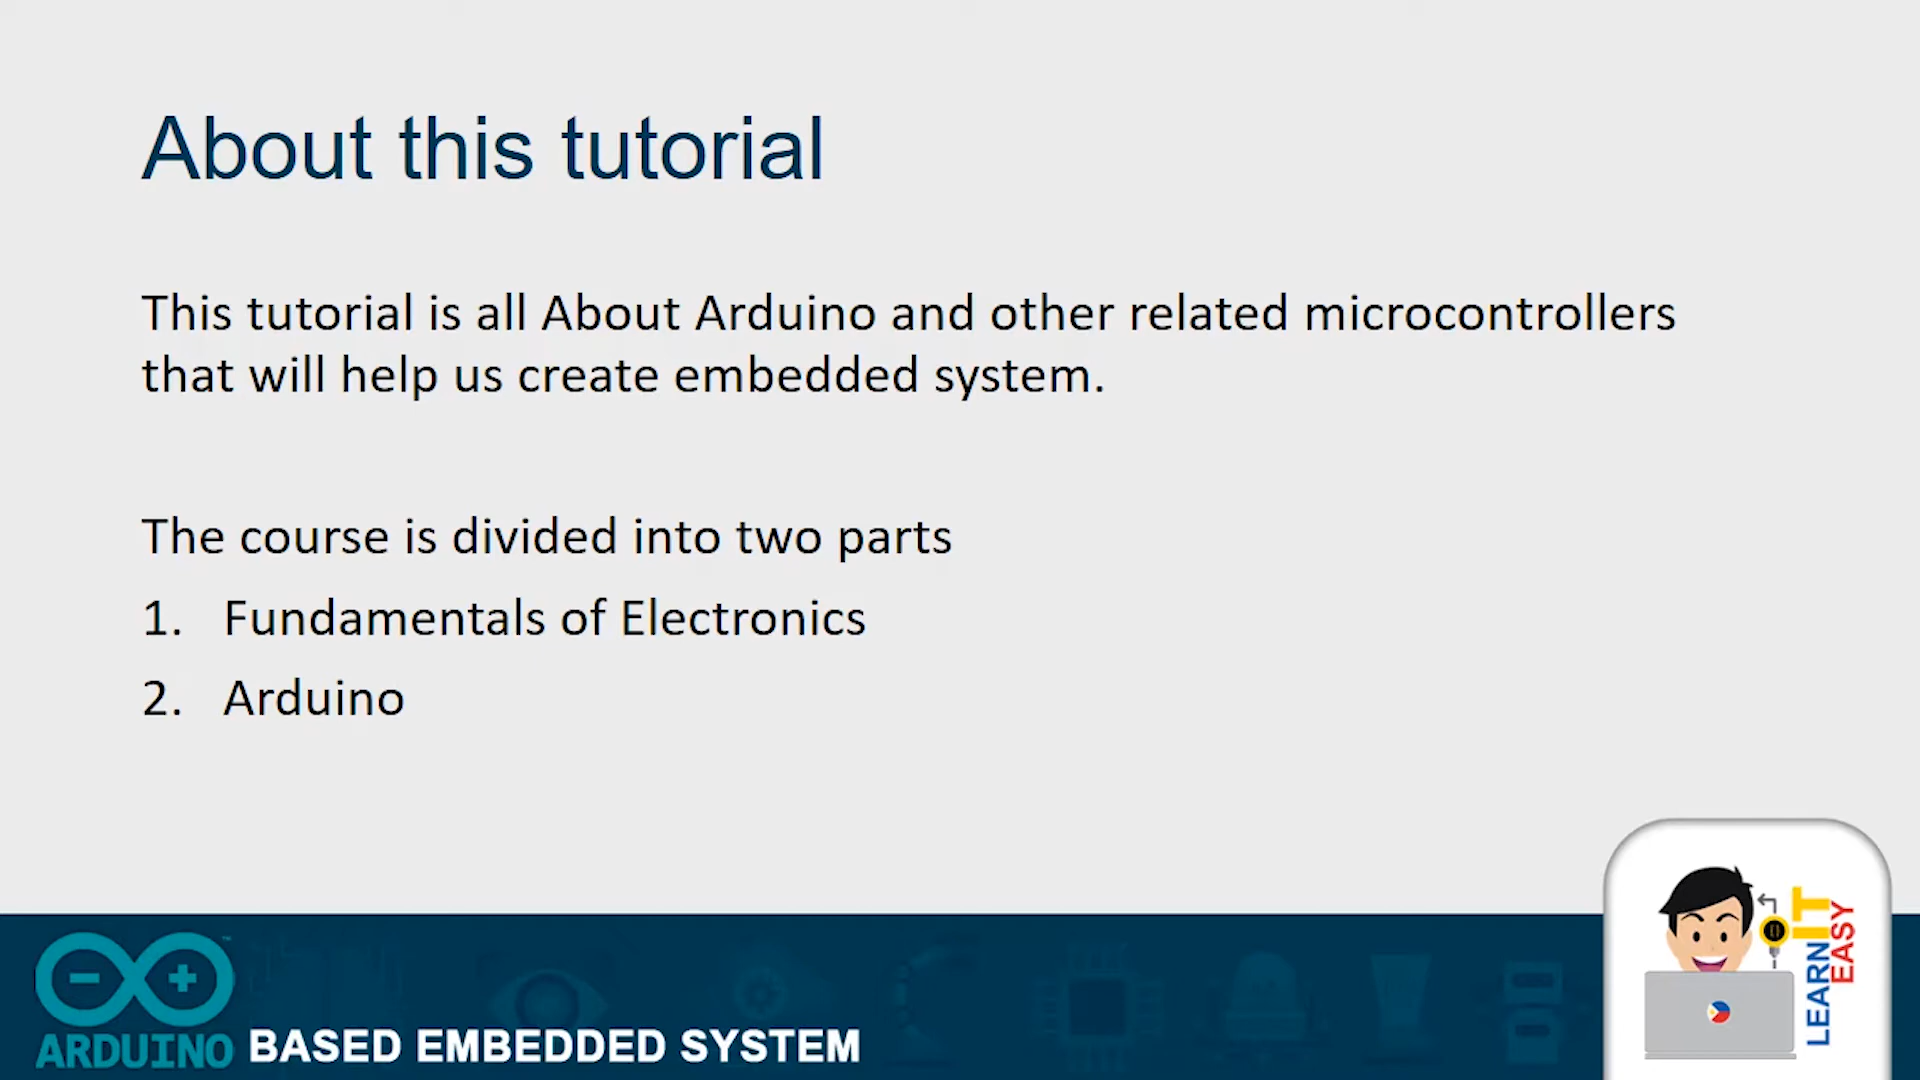 About this tutorial
This tutorial is all About Arduino and other related microcontrollers
that will help us create embedded system.
The course is divided into two parts
1. Fundamentals of Electronics
2. Arduino
ARDUINO BASED EMBEDDED SYSTEM
LEARN IT
EASY